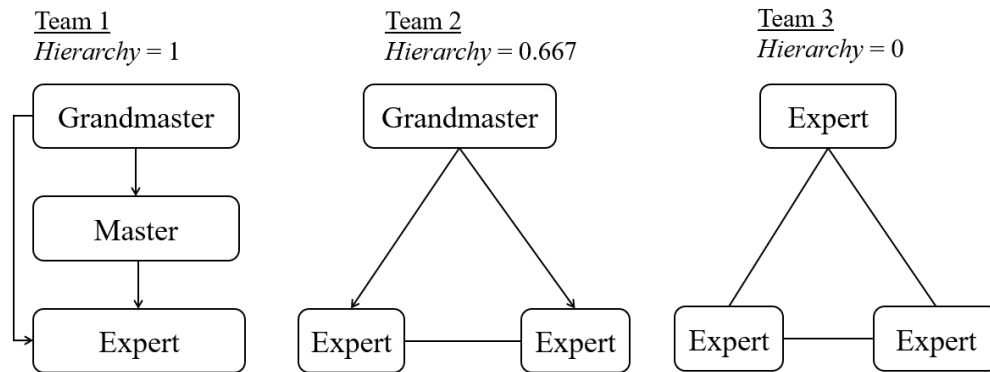 Team 1
Hierarchy = 1
Grandmaster
Master
Expert
Team 2
Hierarchy = 0.667
Grandmaster
Expert
Expert
Team 3
Hierarchy = 0
Expert
Expert
Expert